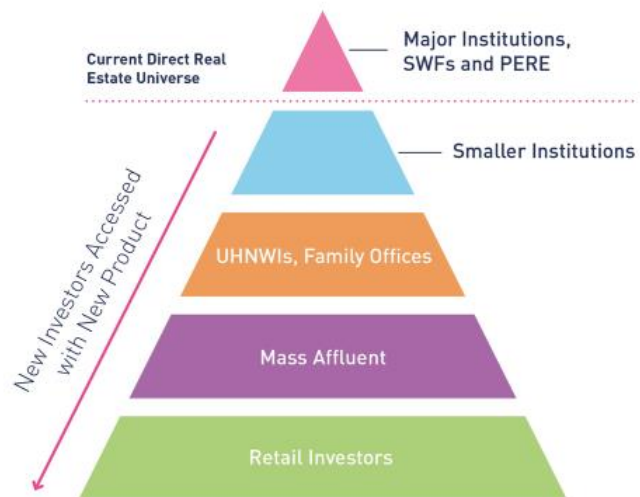 Current Direct Real
Estate Universe
Major Institutions,
SWFs and PERE
Smaller Institutions
New Investors Accessed
with New Product
UHNWIs, Family Offices
Mass Affluent
Retail Investors